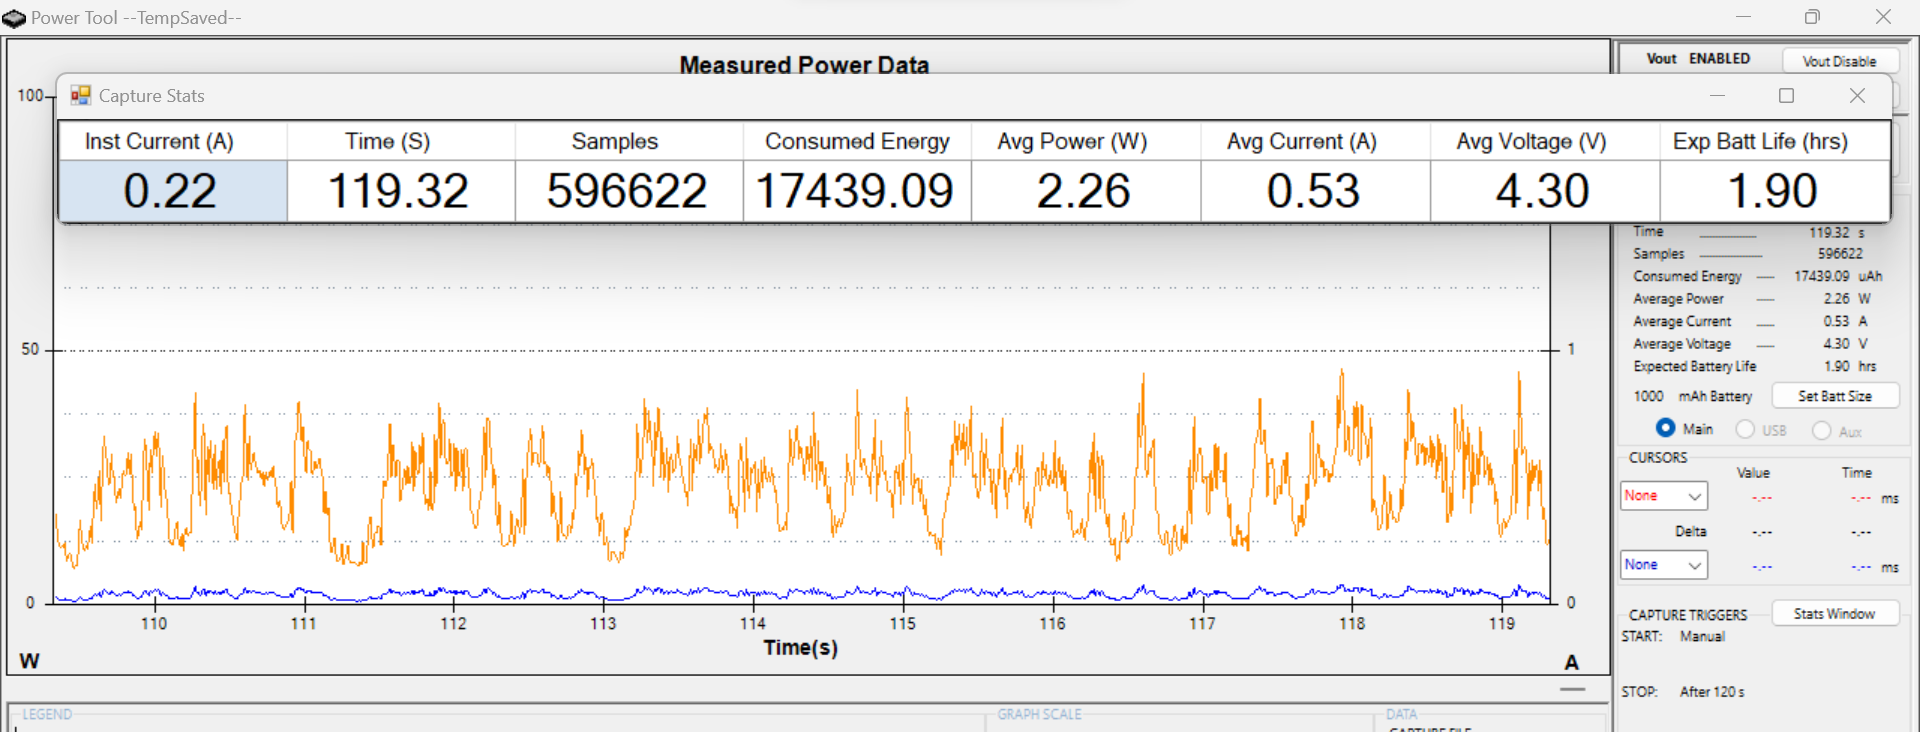 Power Tool --TempSaved--
Measured Power Data
Vout ENABLED
Vout Disable
100
Capture Stats
Inst Current (A) Time (S) Samples Consumed Energy Avg Power (W) Avg Current (A) Avg Voltage (V) Exp Batt Life (hrs)
0.22 119.32 596622 17439.09 2.26 0.53 4.30 1.90
Time 119.32 s
Samples 596622
Consumed Energy 17439.09 uAh
Average Power 2.26 W
Average Current 0.53 A
Average Voltage 4.30 V
Expected Battery Life 1.90 hrs
1000 mAh Battery Set Batt Size
Main USB Aux
50
1
0
0
110 111 112 113 114 115 116 117 118 119
Time(s)
W
A
CURSORS
Value Time
None -.-- -.-- ms
Delta -.-- -.--
None -.-- -.-- ms
CAPTURE TRIGGERS Stats Window
START: Manual
STOP: After 120 s
LEGEND
GRAPH SCALE
DATA
CAPTURE FILE